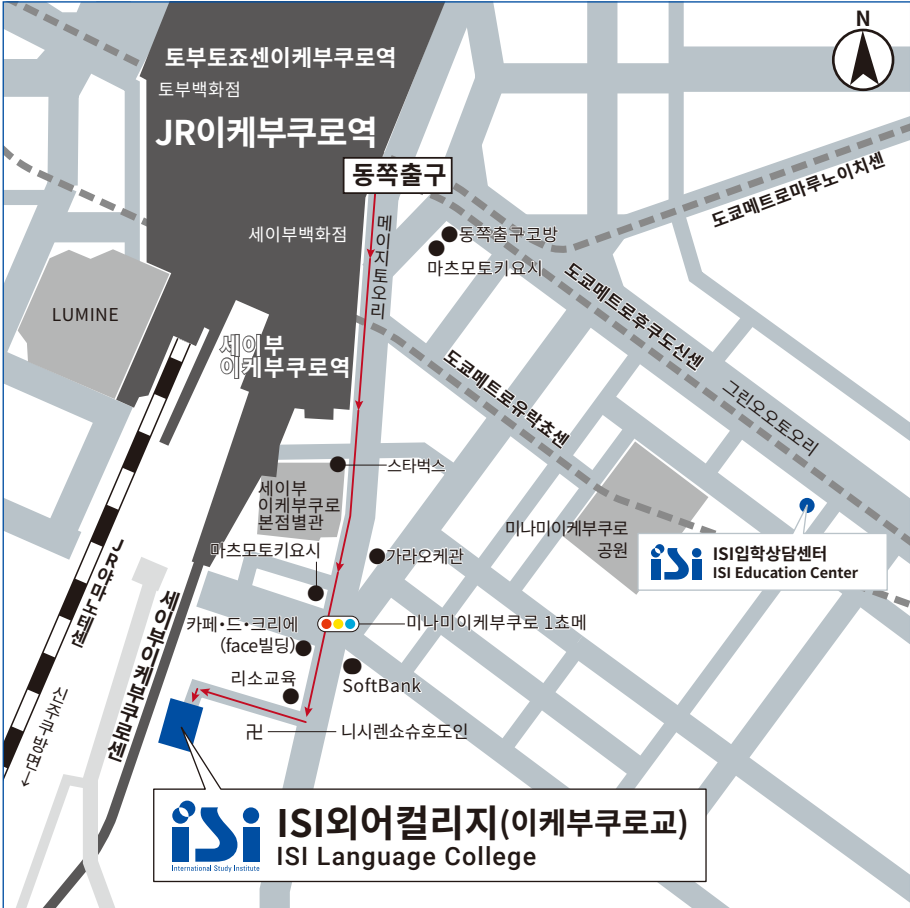 N
토부토죠센이케부쿠로역
토부백화점
JR이케부쿠로역
동쪽출구
도쿄메트로마루노이치센
세이부백화점
메이지토오리
동쪽출구코방
마츠모토키요시
도쿄메트로후쿠도신센
LUMINE
세이부
이케부쿠로역
도쿄메트로유락쵸센
그린오오토오리
스타벅스
세이부
이케부쿠로
본점별관
미나미이케부쿠로
공원
iSi
ISI입학상담센터
ISI Education Center
마츠모토키요시
가라오케관
JR야마노테센
세이부이케부쿠로센
카페•드•크리에
(face빌딩)
미나미이케부쿠로 1쵸메
리소교육
SoftBank
신주쿠방면→
卍
니시렌쇼슈호도인
iSi
International Study Institute
ISI외어컬리지(이케부쿠로교)
ISI Language College